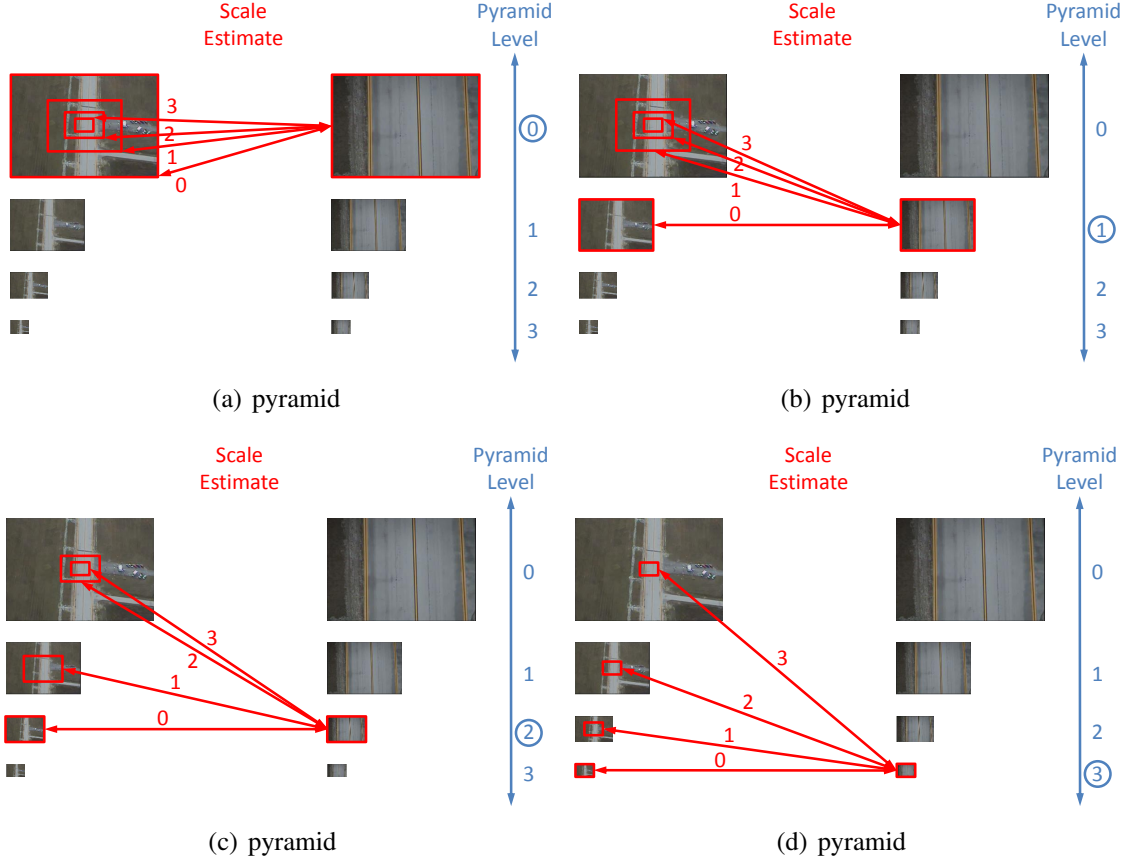 Scale
Estimate
Pyramid
Level
3
2
1
0
0
1
2
3
(a) pyramid
Scale
Estimate
Pyramid
Level
3
2
1
0
0
1
2
3
(b) pyramid
Scale
Estimate
Pyramid
Level
3
2
1
0
0
1
2
3
(c) pyramid
Scale
Estimate
Pyramid
Level
3
2
1
0
0
1
2
3
(d) pyramid